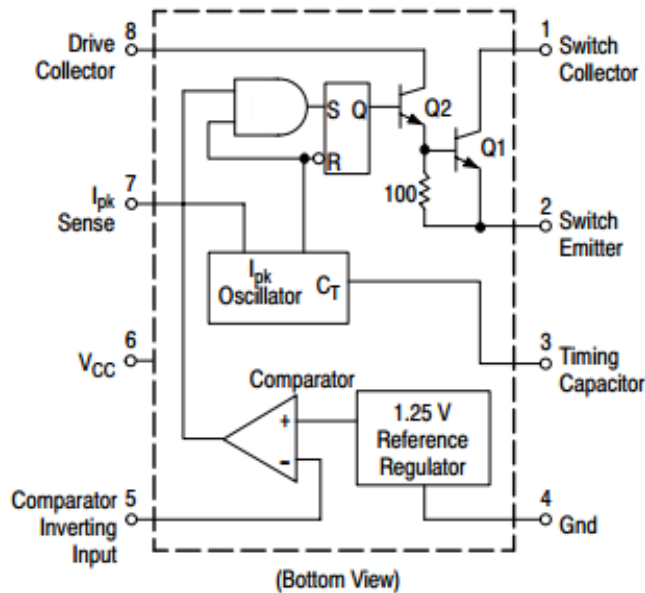 8
Drive
Collector
1
Switch
Collector
S
Q
Q2
R
Q1
100
7
Ipk
Sense
2
Switch
Emitter
Ipk
Oscillator
CT
6
VCC
3
Timing
Capacitor
Comparator
+
-
1.25 V
Reference
Regulator
5
Comparator
Inverting
Input
4
Gnd
(Bottom View)